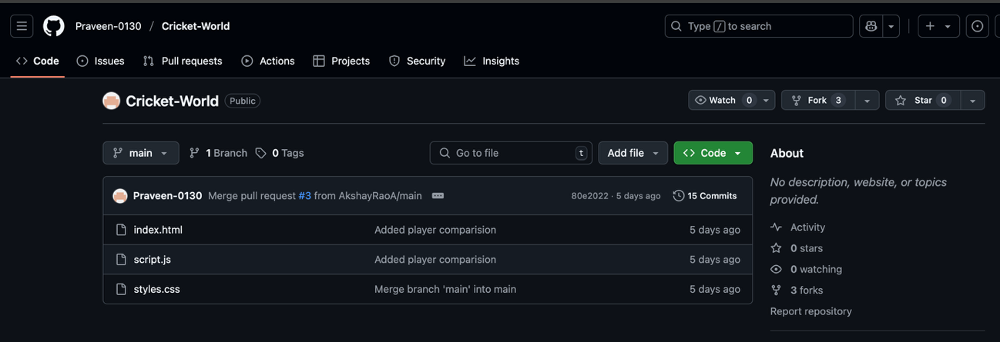 Praveen-0130 / Cricket-World
Type / to search
Code Issues Pull requests Actions Projects Security Insights
Cricket-World Public
Watch 0 Fork 3 Star 0
main 1 Branch 0 Tags Go to file t Add file Code
Praveen-0130 Merge pull request #3 from AkshayRaoA/main 80e2022 · 5 days ago 15 Commits
index.html Added player comparision 5 days ago
script.js Added player comparision 5 days ago
styles.css Merge branch 'main' into main 5 days ago
About
No description, website, or topics
provided.
Activity
0 stars
0 watching
3 forks
Report repository